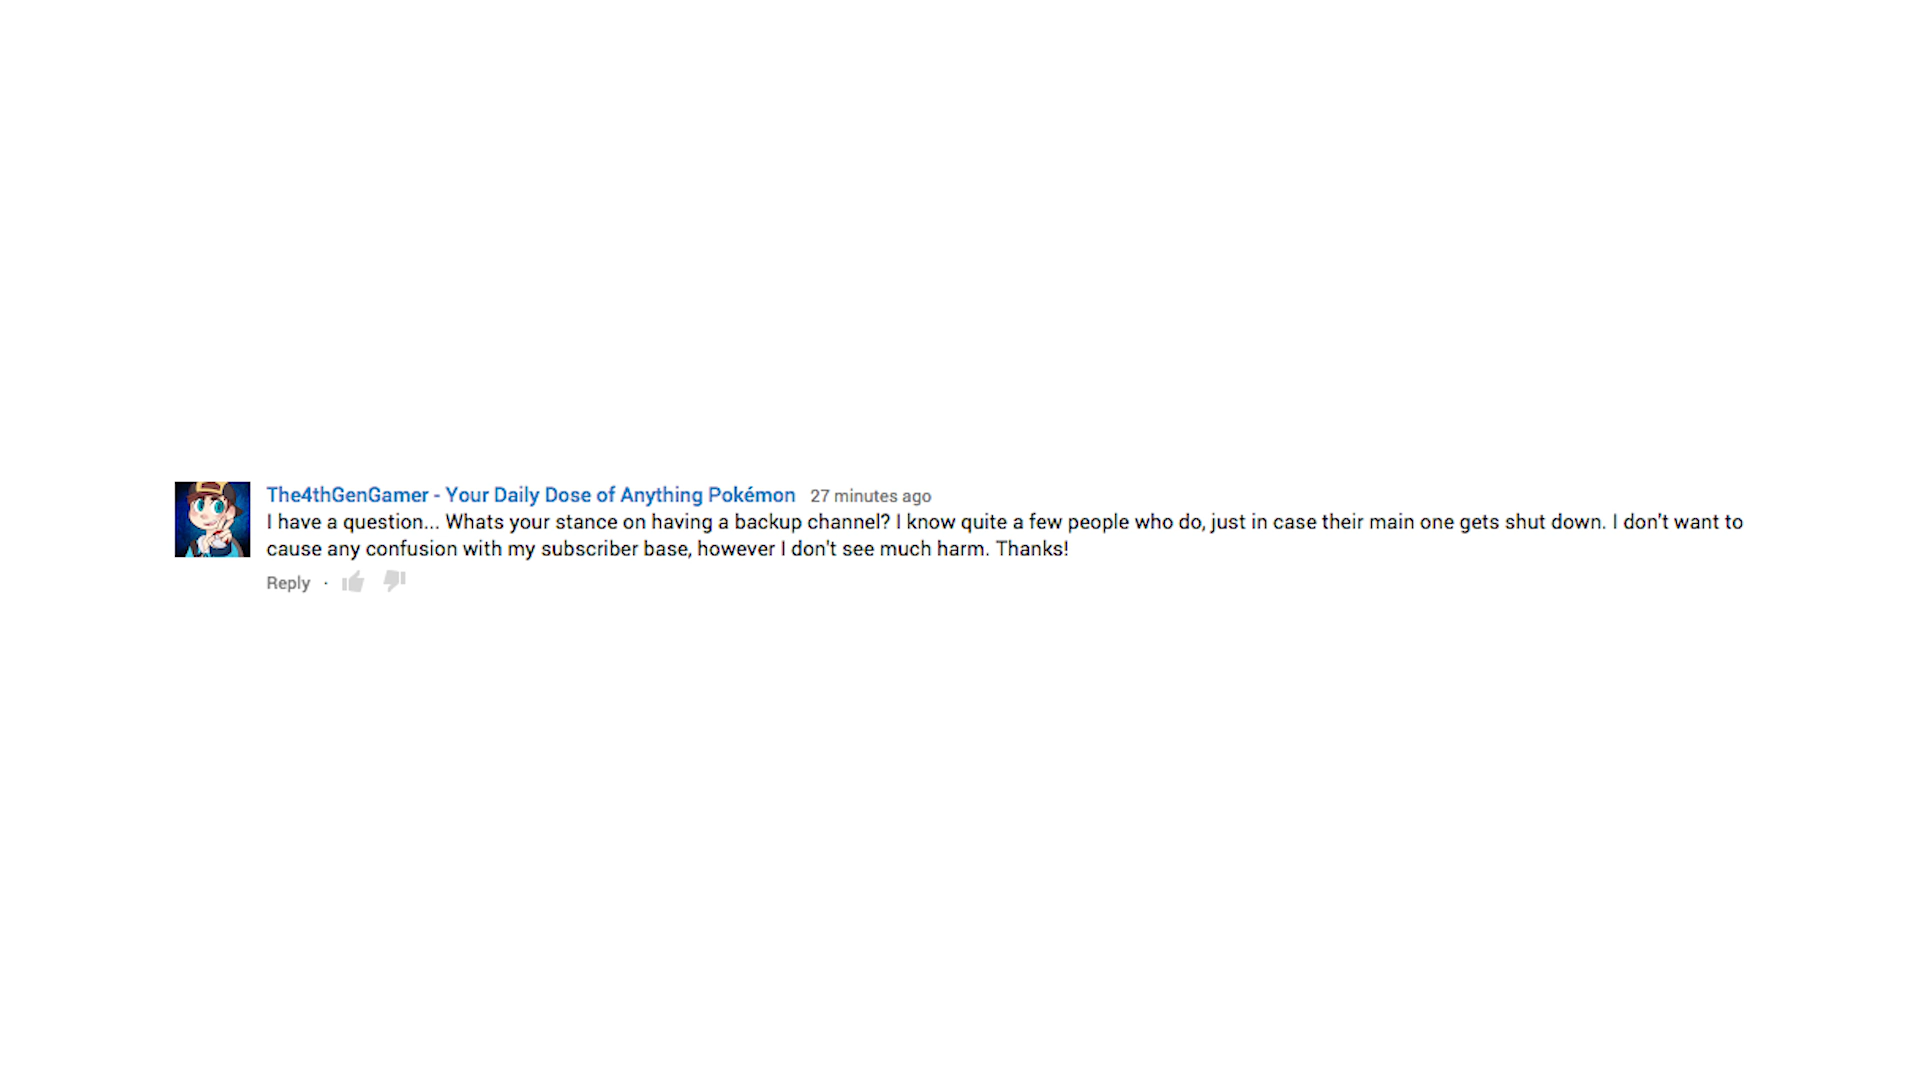 The4thGenGamer - Your Daily Dose of Anything Pokémon 27 minutes ago
I have a question... Whats your stance on having a backup channel? I know quite a few people who do, just in case their main one gets shut down. I don't want to
cause any confusion with my subscriber base, however I don't see much harm. Thanks!
Reply ·